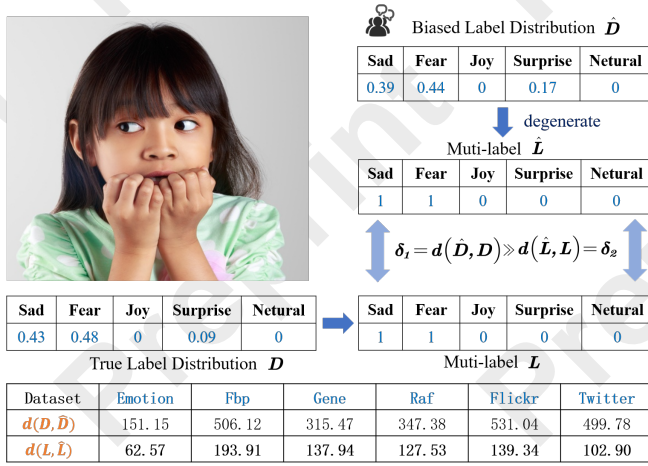 Biased Label Distribution D̂
Sad Fear Joy Surprise Netural
0.39 0.44 0 0.17 0
degenerate
Muti-label L̂
Sad Fear Joy Surprise Netural
1 1 0 0 0
δ₁ = d(D̂, D) ≫ d(L̂, L) = δ₂
Sad Fear Joy Surprise Netural
0.43 0.48 0 0.09 0
True Label Distribution D
Sad Fear Joy Surprise Netural
1 1 0 0 0
Muti-label L
Dataset Emotion Fbp Gene Raf Flickr Twitter
d(D, D̂) 151.15 506.12 315.47 347.38 531.04 499.78
d(L, L̂) 62.57 193.91 137.94 127.53 139.34 102.90
Preprint